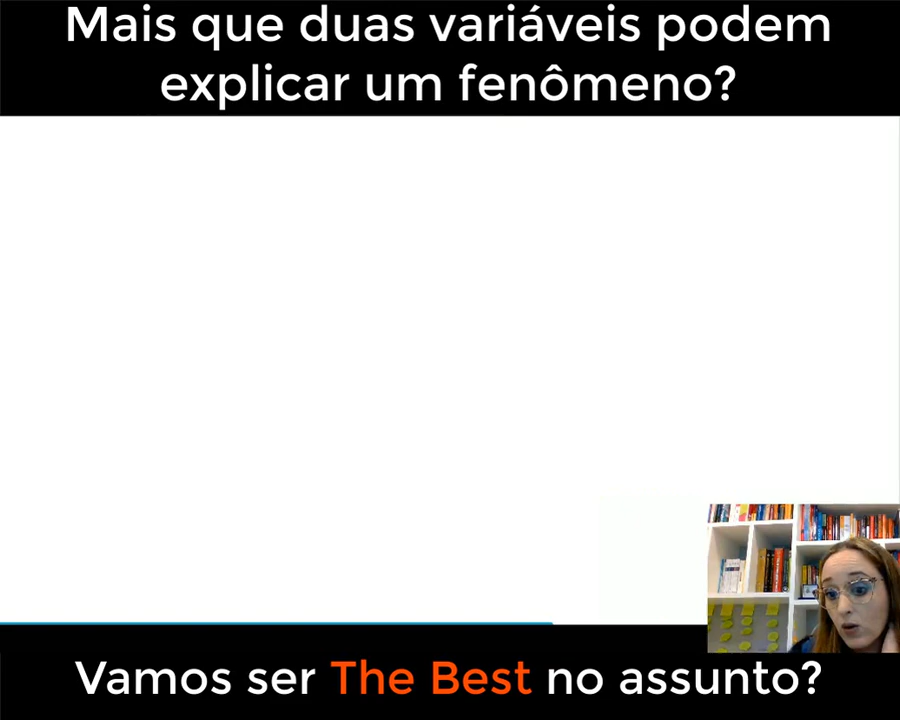 Mais que duas variáveis podem
explicar um fenômeno?
Vamos ser The Best no assunto?